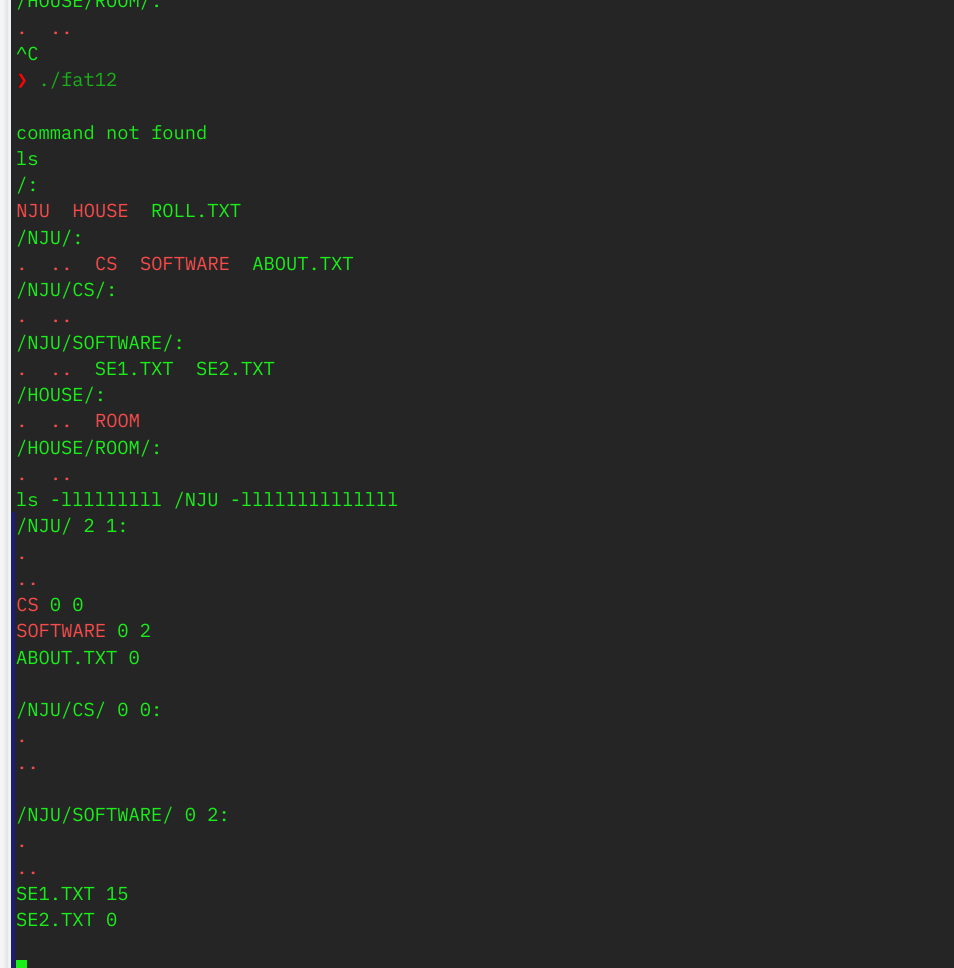 /HOUSE/ROOM/:
.  ..
^C
❯ ./fat12
command not found
ls
/:
NJU  HOUSE  ROLL.TXT
/NJU/:
.  ..  CS  SOFTWARE  ABOUT.TXT
/NJU/CS/:
.  ..
/NJU/SOFTWARE/:
.  ..  SE1.TXT  SE2.TXT
/HOUSE/:
.  ..  ROOM
/HOUSE/ROOM/:
.  ..
ls -lllllllll /NJU -llllllllllllll
/NJU/ 2 1:
.
..
CS 0 0
SOFTWARE 0 2
ABOUT.TXT 0
/NJU/CS/ 0 0:
.
..
/NJU/SOFTWARE/ 0 2:
.
..
SE1.TXT 15
SE2.TXT 0